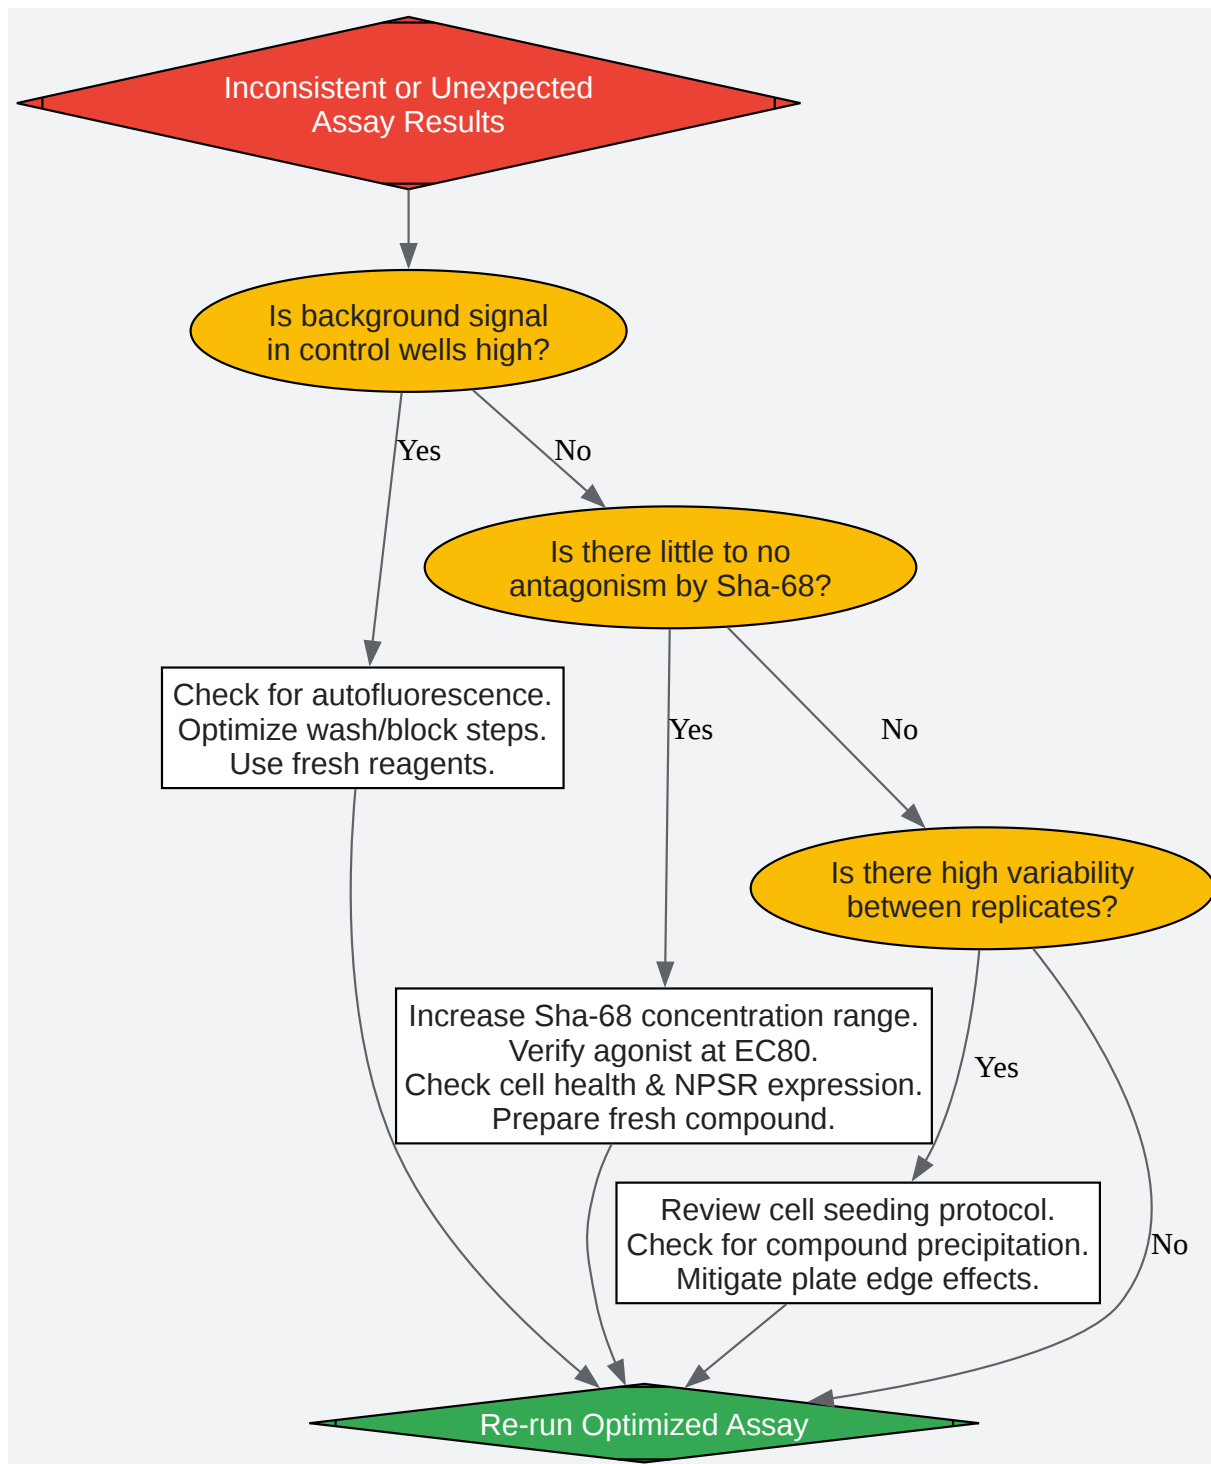 Inconsistent or Unexpected
Assay Results
Is background signal
in control wells high?
Yes
No
Is there little to no
antagonism by Sha-68?
Check for autofluorescence.
Optimize wash/block steps.
Use fresh reagents.
Yes
No
Is there high variability
between replicates?
Increase Sha-68 concentration range.
Verify agonist at EC80.
Check cell health & NPSR expression.
Prepare fresh compound.
Yes
Review cell seeding protocol.
Check for compound precipitation.
Mitigate plate edge effects.
No
Re-run Optimized Assay